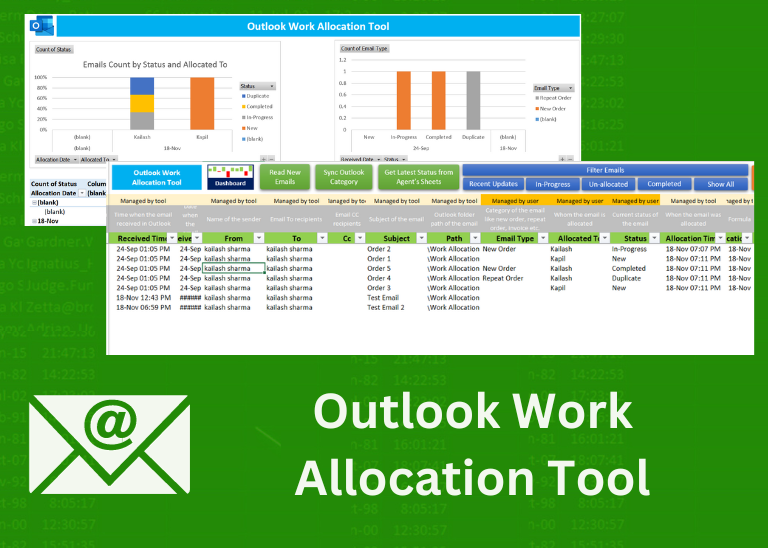 Outlook Work Allocation Tool
Count of Status
Emails Count by Status and Allocated To
100%
80%
60%
40%
20%
0%
(blank) Kailash Kapil
(blank) 18-Nov
Status
Duplicate
Completed
In-Progress
New
(blank)
Allocation Date Allocated To
Count of Email Type
1.2
1
0.8
0.6
0.4
0.2
0
New In-Progress Completed Duplicate (blank)
24-Sep 18-Nov
Email Type
Repeat Order
New Order
(blank)
Received Date Status
Count of Status Colum
Allocation Date (blank)
(blank)
(blank)
18-Nov
Outlook Work
Allocation Tool
Dashboard
Read New
Emails
Sync Outlook
Category
Get Latest Status from
Agent's Sheets
Filter Emails
Recent Updates In-Progress Un-allocated Completed Show All
Managed by tool Managed by tool Managed by tool Managed by tool Managed by tool Managed by user Managed by user Managed by user Managed by tool
Time when the email
received in Outlook
when
the
Name of the sender
Email To recipients
Email CC
recipients
Subject of the email
Outlook folder
path of the email
Category of the email
like new order, repeat
order, invoice etc
Whom the email is
allocated
Current status of
the email
When the email was
allocated
Formula
Received Time From To Cc Subject Path Email Type Allocated To Status Allocation Tim
24-Sep 01:05 PM 24-Sep kailash sharma kailash sharma Order 2 \Work Allocation New Order Kailash In-Progress 18-Nov 07:07 PM 18-Nov
24-Sep 01:05 PM 24-Sep kailash sharma kailash sharma Order 1 \Work Allocation Kapil New 18-Nov 07:11 PM 18-Nov
24-Sep 01:05 PM 24-Sep kailash sharma kailash sharma Order 5 \Work Allocation New Order Kailash Completed 18-Nov 07:11 PM 18-Nov
24-Sep 01:05 PM 24-Sep kailash sharma kailash sharma Order 4 \Work Allocation Repeat Order Kailash Duplicate 18-Nov 07:11 PM 18-Nov
24-Sep 01:05 PM 24-Sep kailash sharma kailash sharma Order 3 \Work Allocation Kapil New 18-Nov 07:11 PM 18-Nov
18-Nov 12:43 PM ###### kailash sharma kailash sharma Test Email \Work Allocation
18-Nov 06:59 PM ###### kailash sharma kailash sharma Test Email 2 \Work Allocation
Outlook Work
Allocation Tool